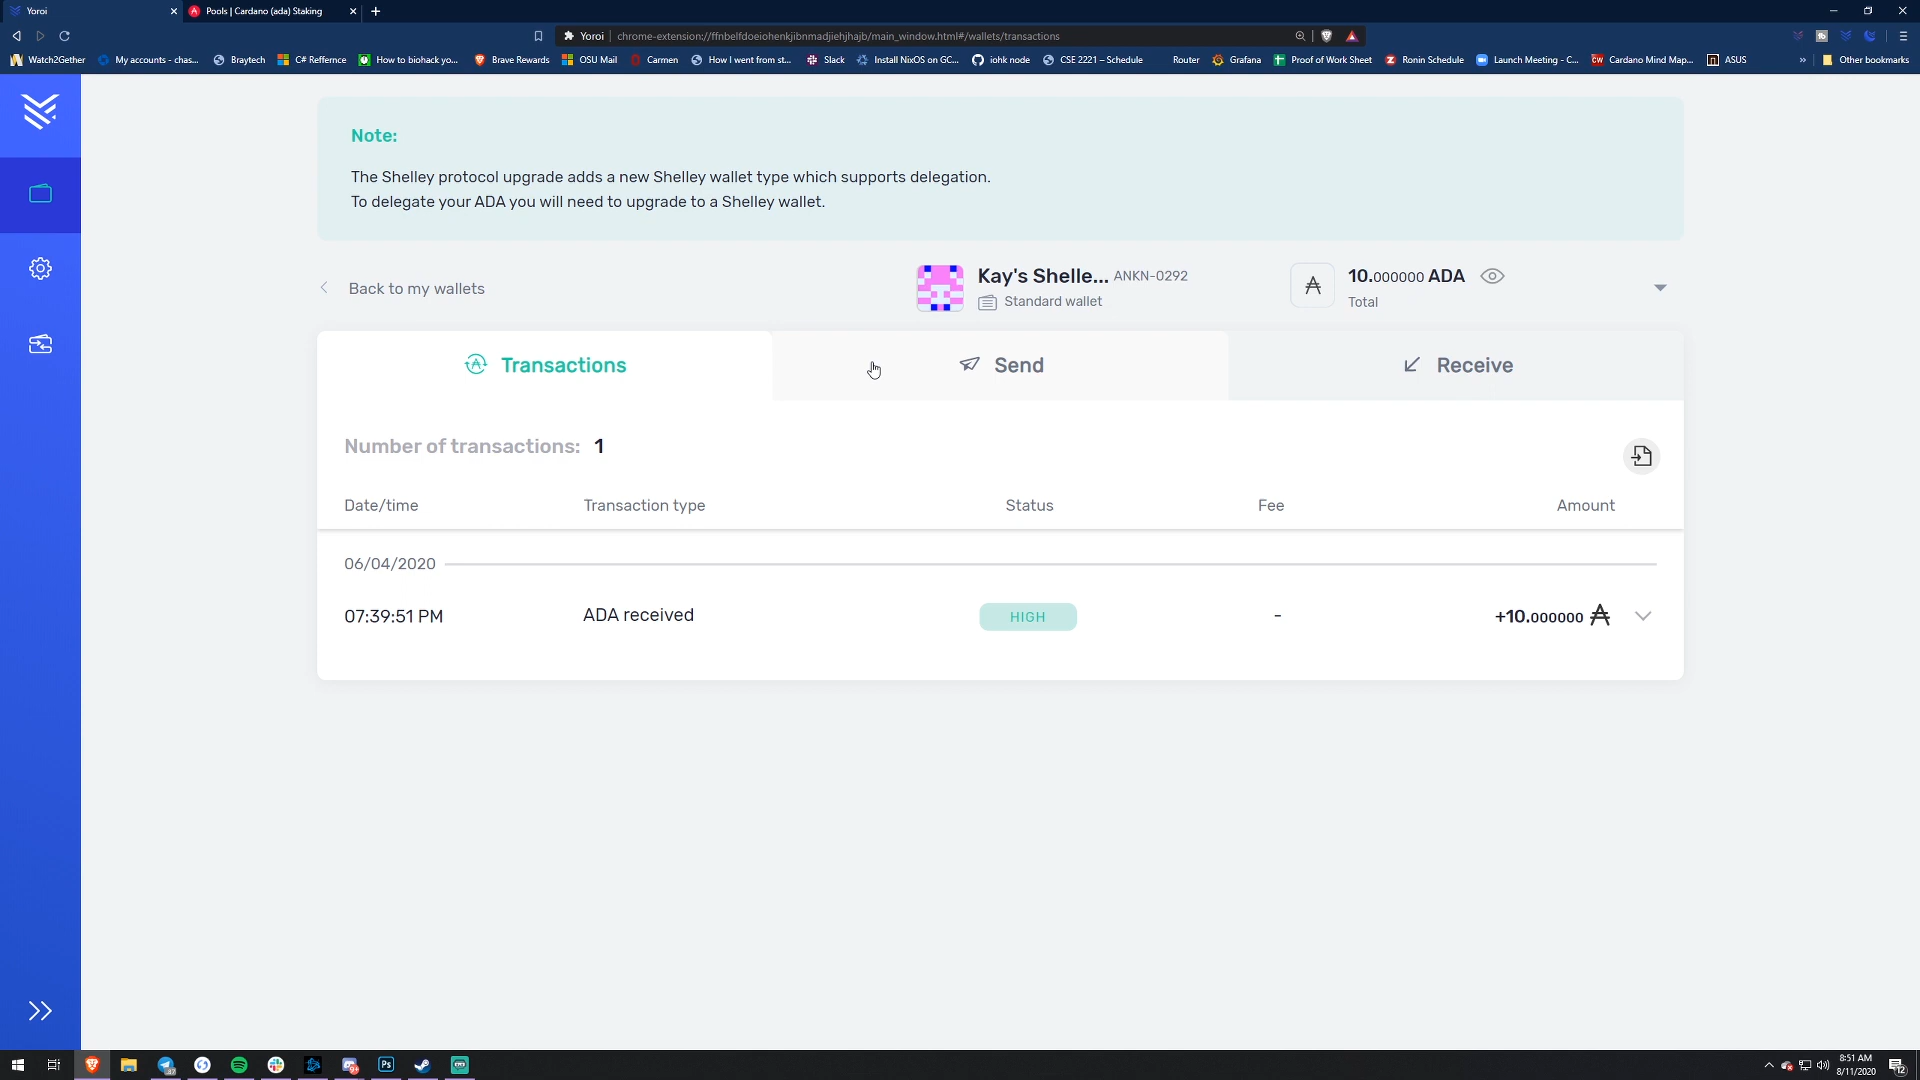 Yoroi
Pools | Cardano (ada) Staking
Yoroi
chrome-extension://ffnbelfdoeiohenkjibnmadjiehjhajb/main_window.html#/wallets/transactions
Watch2Gether
My accounts - chas...
Braytech
C# Reffernce
How to biohack yo...
Brave Rewards
OSU Mail
Carmen
How I went from st...
Slack
Install NixOS on GC...
iohk node
CSE 2221 – Schedule
Router
Grafana
Proof of Work Sheet
Ronin Schedule
Launch Meeting - C...
Cardano Mind Map...
ASUS
»
Other bookmarks
Note:
The Shelley protocol upgrade adds a new Shelley wallet type which supports delegation.
To delegate your ADA you will need to upgrade to a Shelley wallet.
Back to my wallets
Kay's Shelle... ANKN-0292
Standard wallet
10.000000 ADA
Total
Transactions
Send
Receive
Number of transactions: 1
Date/time
Transaction type
Status
Fee
Amount
06/04/2020
07:39:51 PM
ADA received
HIGH
-
+10.000000
8:51 AM
8/11/2020